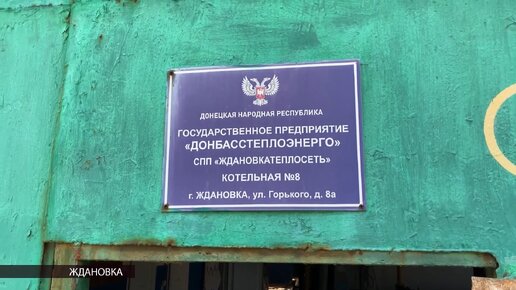 ДОНЕЦКАЯ НАРОДНАЯ РЕСПУБЛИКА
ГОСУДАРСТВЕННОЕ ПРЕДПРИЯТИЕ
«ДОНБАССТЕПЛОЭНЕРГО»
СПП «ЖДАНОВКАТЕПЛОСЕТЬ»
КОТЕЛЬНАЯ №8
г. ЖДАНОВКА, ул. Горького, д. 8а
ЖДАНОВКА